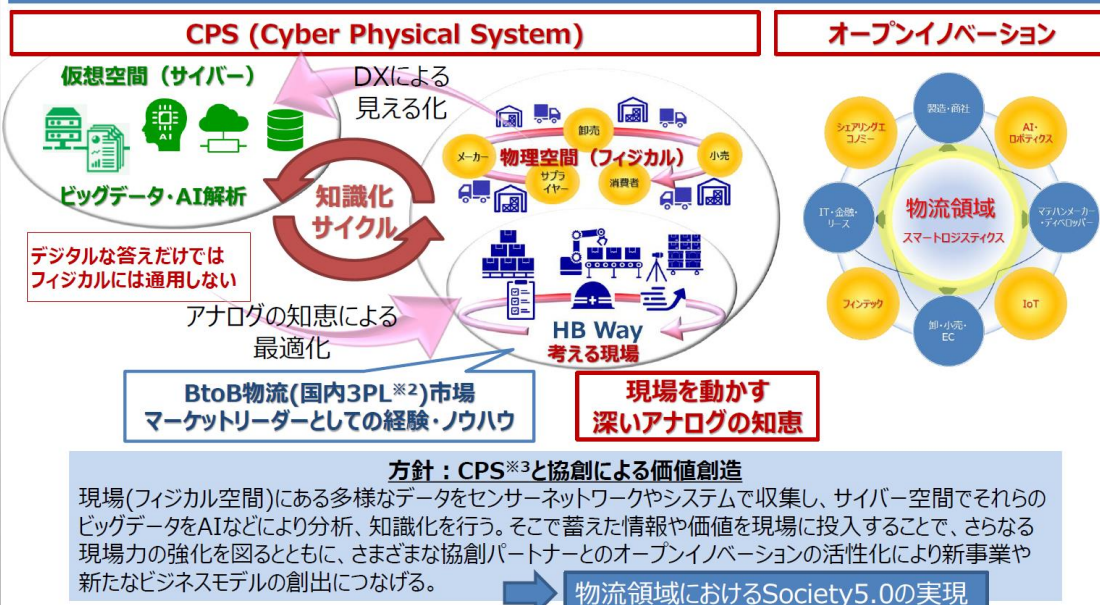 CPS (Cyber Physical System)
オープンイノベーション
仮想空間（サイバー）
AI
ビッグデータ・AI解析
DXによる
見える化
知識化
サイクル
デジタルな答えだけでは
フィジカルには通用しない
アナログの知恵による
最適化
卸売
メーカー
物理空間（フィジカル）
小売
サプラ
イヤー
消費者
HB Way
考える現場
BtoB物流(国内3PL※2)市場
マーケットリーダーとしての経験・ノウハウ
現場を動かす
深いアナログの知恵
製造・商社
シェアリングエ
コノミー
AI・
ロボティクス
IT・金融・
リース
物流領域
スマートロジスティクス
マテハンメーカー
・ディベロッパー
フィンテック
IoT
卸・小売・
EC
方針：CPS※3と協創による価値創造
現場(フィジカル空間)にある多様なデータをセンサーネットワークやシステムで収集し、サイバー空間でそれらの
ビッグデータをAIなどにより分析、知識化を行う。そこで蓄えた情報や価値を現場に投入することで、さらなる
現場力の強化を図るとともに、さまざまな協創パートナーとのオープンイノベーションの活性化により新事業や
新たなビジネスモデルの創出につなげる。
物流領域におけるSociety5.0の実現